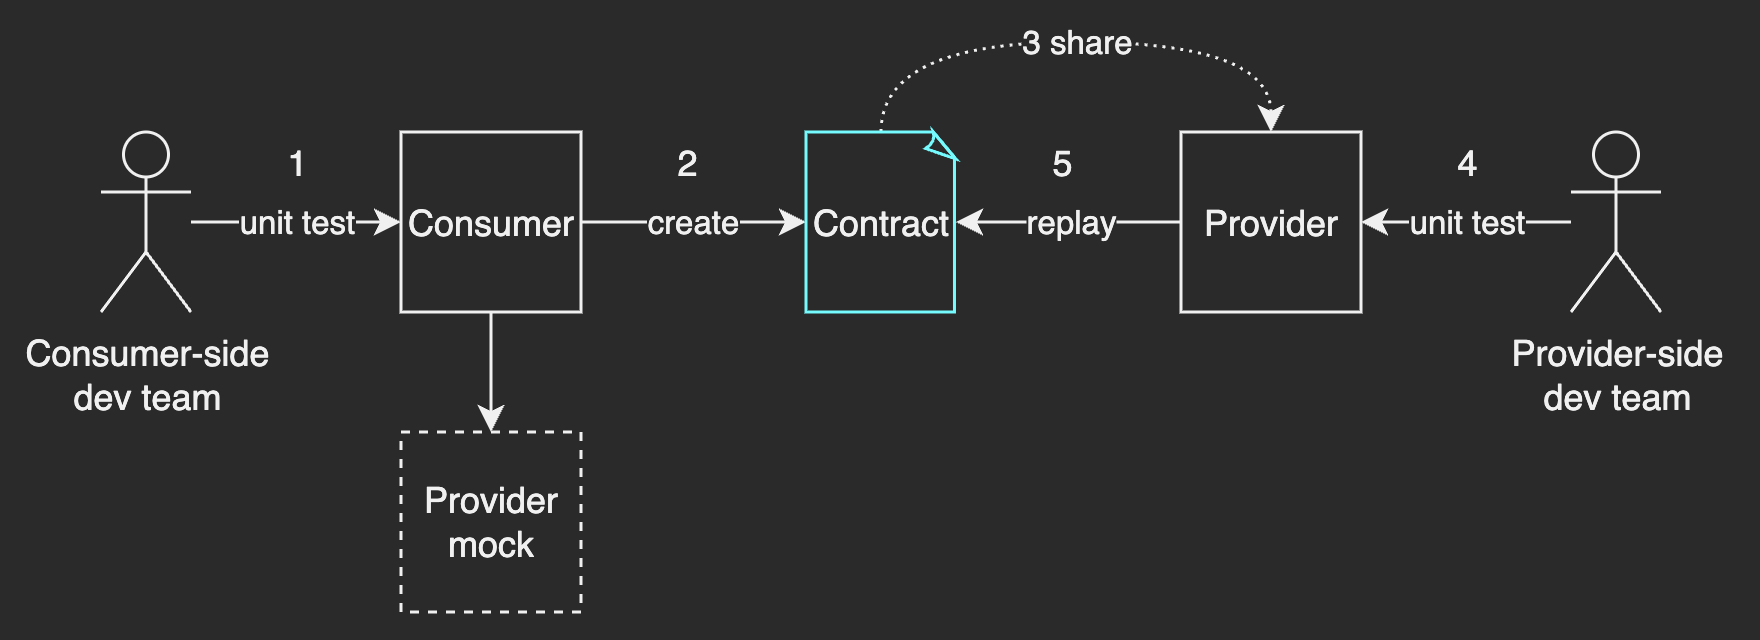 3 share
1
2
5
4
unit test
Consumer
create
Contract
replay
Provider
unit test
Consumer-side
dev team
Provider-side
dev team
Provider
mock